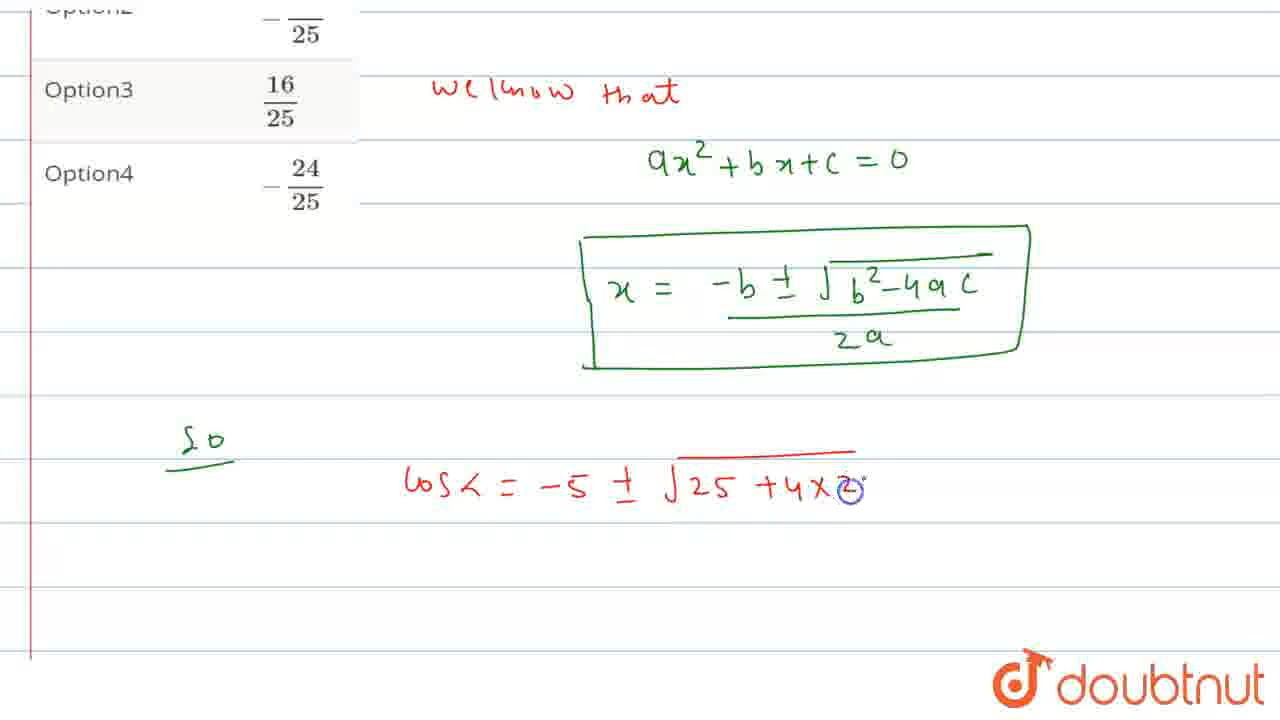 − 25
Option3 16/25
we know that
ax² + bx + c = 0
Option4 −24/25
x = −b ± √b²−4ac / 2a
So
cos α = −5 ± √25 + 4 × 2
doubtnut